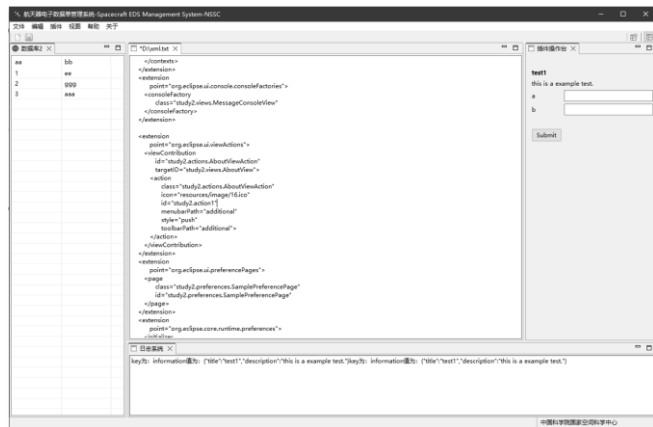 航天器电子数据单管理系统-Spacecraft EDS Management System-NSSC
文件 编辑 插件 视图 帮助 关于
数据库2
aa bb
1 ee
2 ggg
3 aaa
*D:\xml.txt
</contexts>
</extension>
<extension
point="org.eclipse.ui.console.consoleFactories">
<consoleFactory
class="study2.views.MessageConsoleView"
</consoleFactory>
</extension>
<extension
point="org.eclipse.ui.viewActions">
<viewContribution
id="study2.actions.AboutViewAction"
targetID="study2.views.AboutView">
<action
class="study2.actions.AboutViewAction"
icon="resources/image/16.ico"
id="study2.action1"
menubarPath="additional"
style="push"
toolbarPath="additional">
</action>
</viewContribution>
</extension>
<extension
point="org.eclipse.ui.preferencePages">
<page
class="study2.preferences.SamplePreferencePage"
id="study2.preferences.SamplePreferencePage"
</page>
</extension>
<extension
point="org.eclipse.core.runtime.preferences">
<initializer
插件操作台
test1
this is a example test.
a
b
Submit
日志系统
key为: information值为: {"title":"test1","description":"this is a example test."}key为: information值为: {"title":"test1","description":"this is a example test."}
中国科学院国家空间科学中心